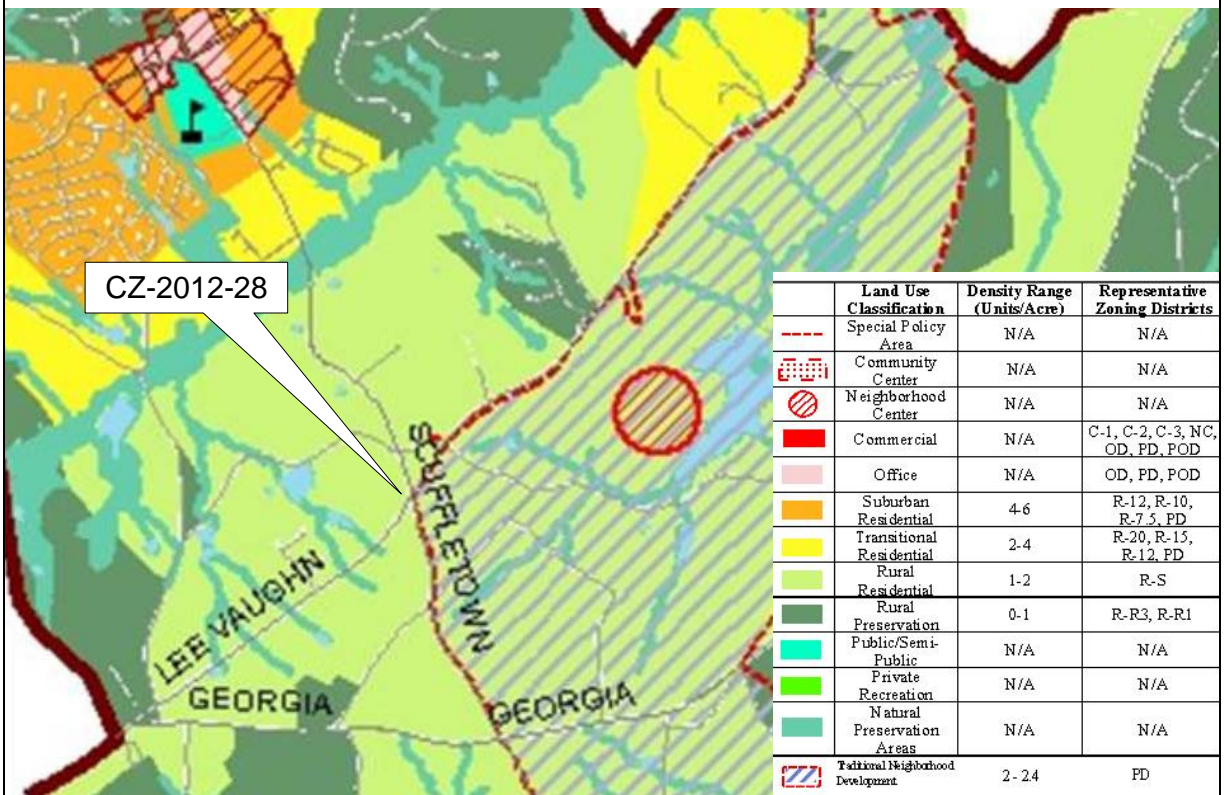 CZ-2012-28
SCUFFLETOWN
LEE VAUGHN
GEORGIA
GEORGIA
Land Use Classification Density Range (Units/Acre) Representative Zoning Districts
Special Policy Area N/A N/A
Community Center N/A N/A
Neighborhood Center N/A N/A
Commercial N/A C-1, C-2, C-3, NC, OD, PD, POD
Office N/A OD, PD, POD
Suburban Residential 4-6 R-12, R-10, R-7.5, PD
Transitional Residential 2-4 R-20, R-15, R-12, PD
Rural Residential 1-2 R-S
Rural Preservation 0-1 R-R3, R-R1
Public/Semi-Public N/A N/A
Private Recreation N/A N/A
Natural Preservation Areas N/A N/A
Traditional Neighborhood Development 2 - 2.4 PD